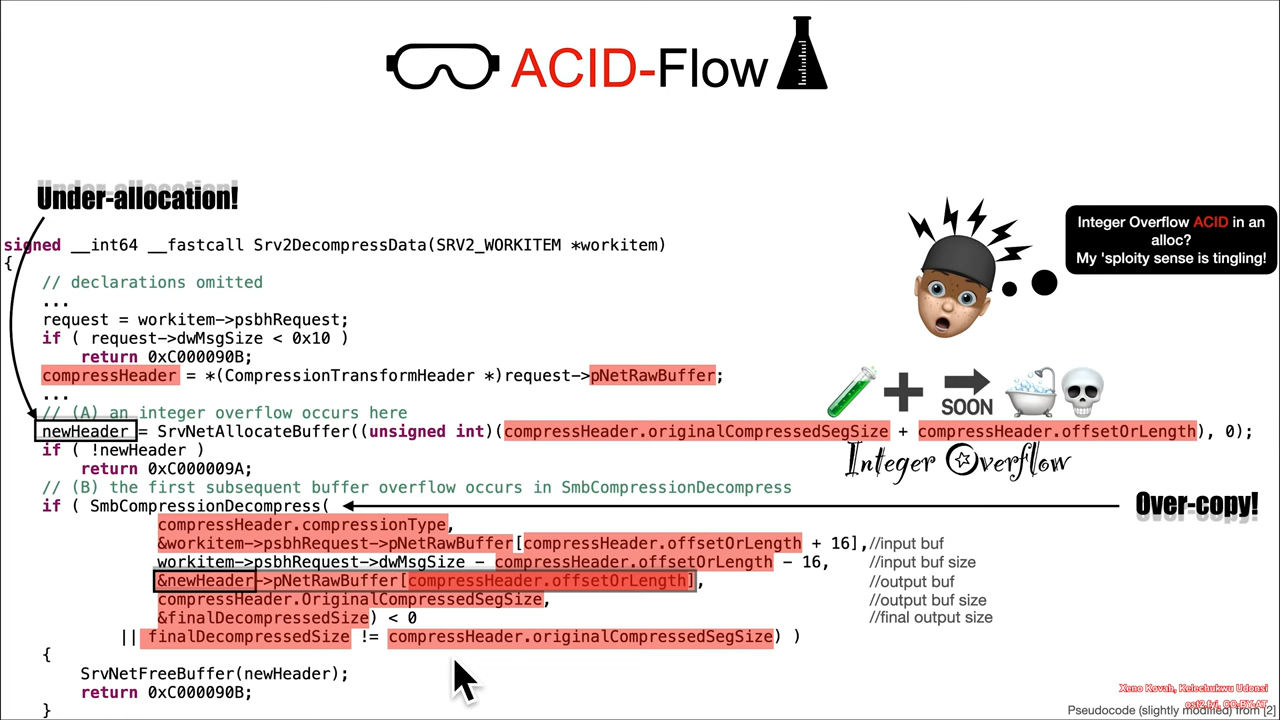 ACID-Flow
Under-allocation!
Integer Overflow ACID in an
alloc?
My 'sploity sense is tingling!
signed __int64 __fastcall Srv2DecompressData(SRV2_WORKITEM *workitem)
{
// declarations omitted
...
request = workitem->psbhRequest;
if ( request->dwMsgSize < 0x10 )
return 0xC000090B;
compressHeader = *(CompressionTransformHeader *)request->pNetRawBuffer;
...
SOON
// (A) an integer overflow occurs here
newHeader = SrvNetAllocateBuffer((unsigned int)(compressHeader.originalCompressedSegSize + compressHeader.offsetOrLength), 0);
if ( !newHeader )
Integer Overflow
return 0xC000009A;
// (B) the first subsequent buffer overflow occurs in SmbCompressionDecompress
if ( SmbCompressionDecompress(
Over-copy!
compressHeader.compressionType,
&workitem->psbhRequest->pNetRawBuffer[compressHeader.offsetOrLength + 16], //input buf
workitem->psbhRequest->dwMsgSize - compressHeader.offsetOrLength - 16, //input buf size
&newHeader->pNetRawBuffer[compressHeader.offsetOrLength], //output buf
compressHeader.OriginalCompressedSegSize, //output buf size
&finalDecompressedSize) < 0 //final output size
|| finalDecompressedSize != compressHeader.originalCompressedSegSize) )
{
SrvNetFreeBuffer(newHeader);
return 0xC000090B;
}
Xeno Kovah, Kelechukwu Udonsi
ost2.fyi, CC-BY-AT
Pseudocode (slightly modified) from [2]